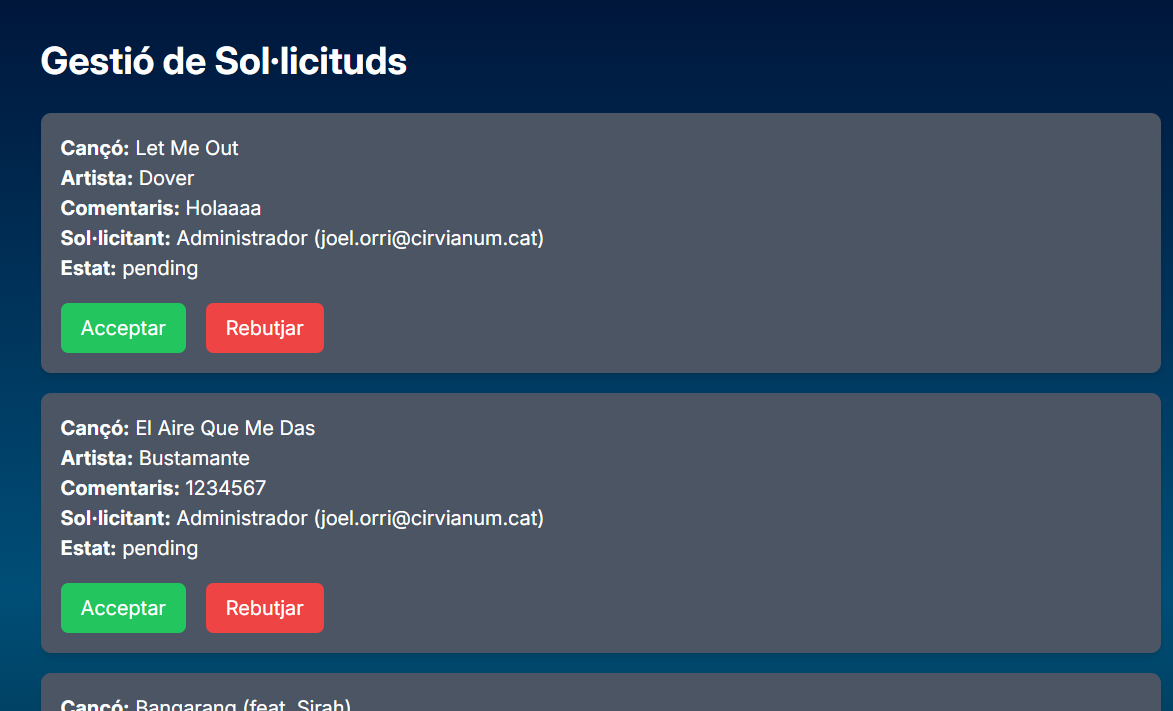 Gestió de Sol·licituds
Cançó: Let Me Out
Artista: Dover
Comentaris: Holaaaa
Sol·licitant: Administrador (joel.orri@cirvianum.cat)
Estat: pending
Acceptar Rebutjar
Cançó: El Aire Que Me Das
Artista: Bustamante
Comentaris: 1234567
Sol·licitant: Administrador (joel.orri@cirvianum.cat)
Estat: pending
Acceptar Rebutjar
Cançó: Bangarang (feat. Sirah)